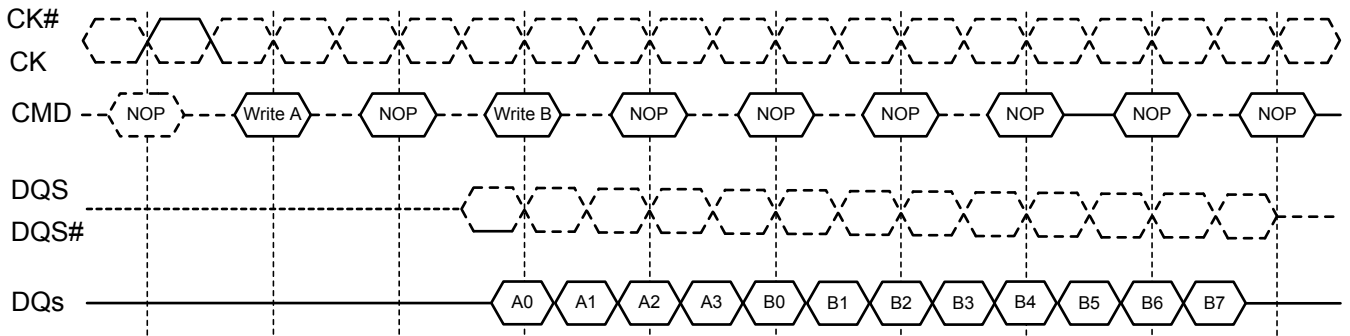 CK#
CK
CMD NOP Write A NOP Write B NOP NOP NOP NOP NOP NOP
DQS
DQS#
DQs A0 A1 A2 A3 B0 B1 B2 B3 B4 B5 B6 B7